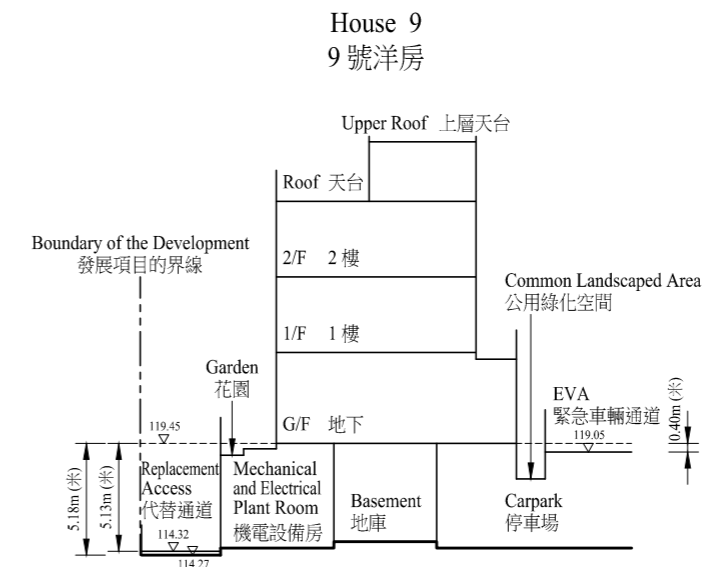 House 9
9 號洋房
Upper Roof 上層天台
Roof 天台
Boundary of the Development
發展項目的界線
2/F 2 樓
Common Landscaped Area
公用綠化空間
1/F 1 樓
Garden
花園
EVA
緊急車輛通道
0.40m (米)
G/F 地下
119.45
119.05
5.18m (米)
5.13m (米)
Replacement
Access
代替通道
Mechanical
and Electrical
Plant Room
機電設備房
Basement
地庫
Carpark
停車場
114.32
114.27